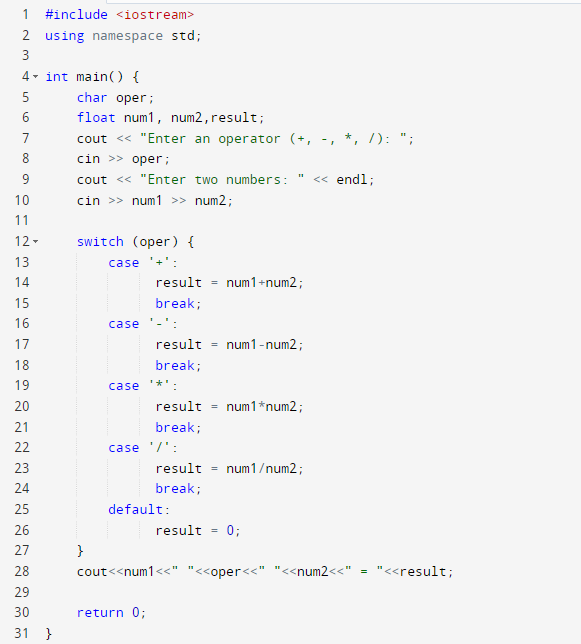 1 #include <iostream>
2 using namespace std;
3
4 int main() {
5     char oper;
6     float num1, num2,result;
7     cout << "Enter an operator (+, -, *, /): ";
8     cin >> oper;
9     cout << "Enter two numbers: " << endl;
10     cin >> num1 >> num2;
11
12     switch (oper) {
13         case '+':
14               result = num1+num2;
15               break;
16         case '-':
17               result = num1-num2;
18               break;
19         case '*':
20               result = num1*num2;
21               break;
22         case '/':
23               result = num1/num2;
24               break;
25         default:
26               result = 0;
27     }
28     cout<<num1<<" "<<oper<<" "<<num2<<" = "<<result;
29
30     return 0;
31 }